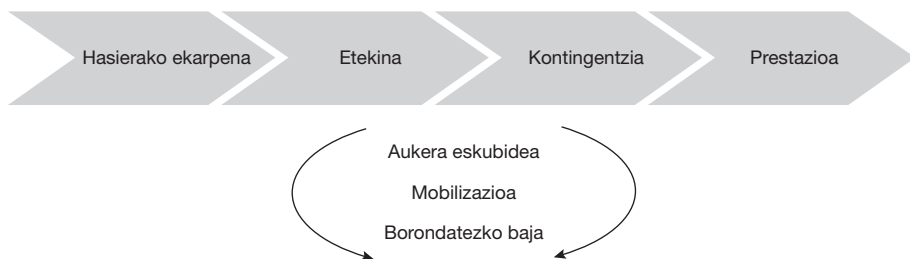 Hasierako ekarpena
Etekina
Kontingentzia
Prestazioa
Aukera eskubidea
Mobilizazioa
Borondatezko baja